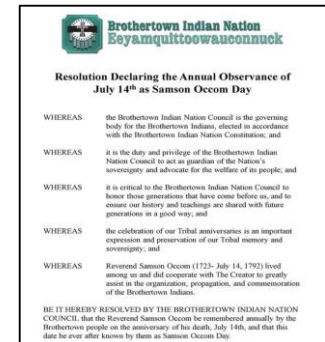 Brothertown Indian Nation
Eeyamquittoowauconnuck
Resolution Declaring the Annual Observance of
July 14th as Samson Occom Day
WHEREAS the Brothertown Indian Nation Council is the governing
body for the Brothertown Indians, elected in accordance
with the Brothertown Indian Nation Constitution; and
WHEREAS it is the duty and privilege of the Brothertown Indian
Nation Council to act as guardian of the Nation's
sovereignty and advocate for the welfare of its people; and
WHEREAS it is critical to the Brothertown Indian Nation Council to
honor those generations that have come before us, and to
ensure our history and teachings are shared with future
generations in a good way; and
WHEREAS the celebration of our Tribal anniversaries is an important
expression and preservation of our Tribal memory and
sovereignty; and
WHEREAS Reverend Samson Occom (1723- July 14, 1792) lived
among us and did cooperate with The Creator to greatly
assist in the organization, propagation, and commemoration
of the Brothertown Indians.
BE IT HEREBY RESOLVED BY THE BROTHERTOWN INDIAN NATION
COUNCIL that the Reverend Samson Occom be remembered annually by the
Brothertown people on the anniversary of his death, July 14th, and that this
date be ever after known by them as Samson Occom Day.